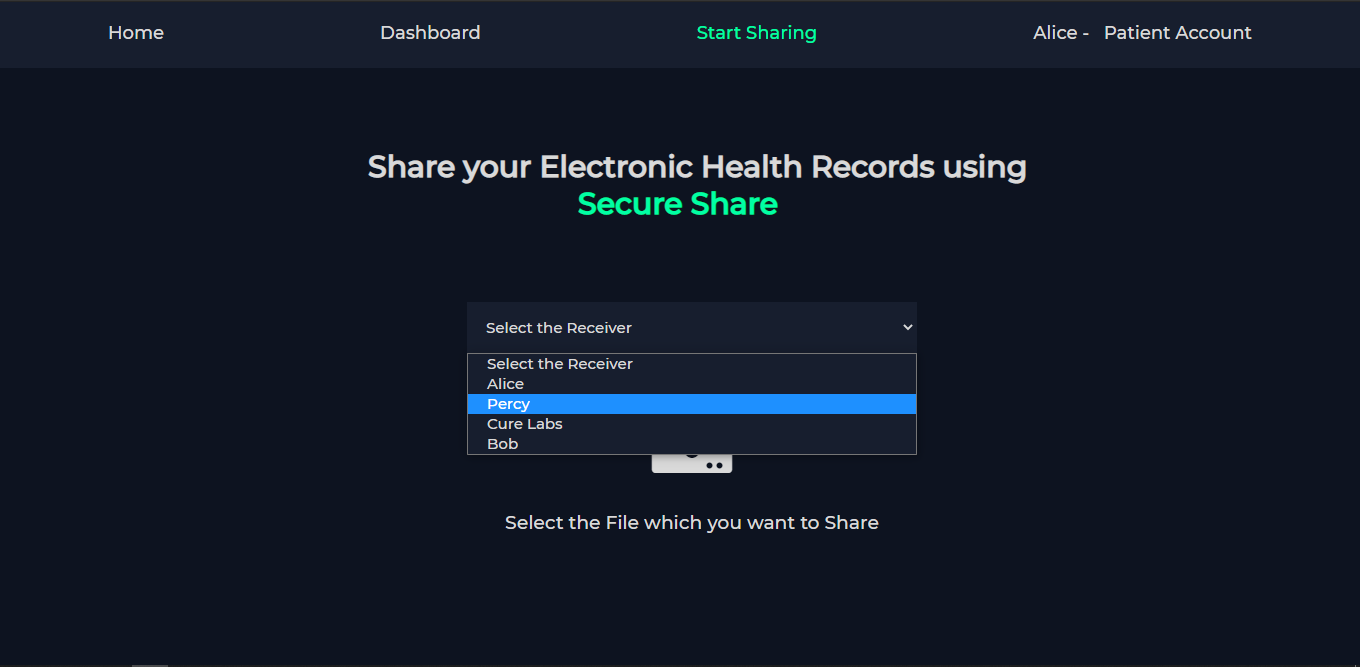 Home Dashboard Start Sharing Alice - Patient Account
Share your Electronic Health Records using
Secure Share
Select the Receiver
Select the Receiver
Alice
Percy
Cure Labs
Bob
Select the File which you want to Share